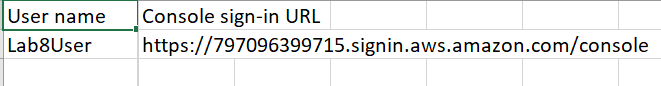 User name Console sign-in URL
Lab8User https://797096399715.signin.aws.amazon.com/console